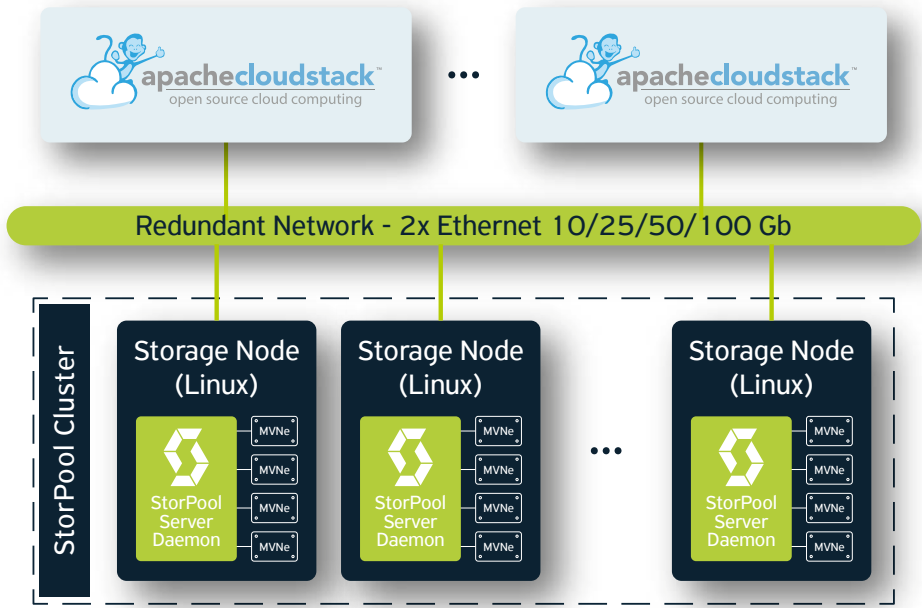 apachecloudstack™
open source cloud computing
...
apachecloudstack™
open source cloud computing
Redundant Network - 2x Ethernet 10/25/50/100 Gb
StorPool Cluster
Storage Node
(Linux)
StorPool
Server
Daemon
MVNe
MVNe
MVNe
MVNe
Storage Node
(Linux)
StorPool
Server
Daemon
MVNe
MVNe
MVNe
MVNe
...
Storage Node
(Linux)
StorPool
Server
Daemon
MVNe
MVNe
MVNe
MVNe